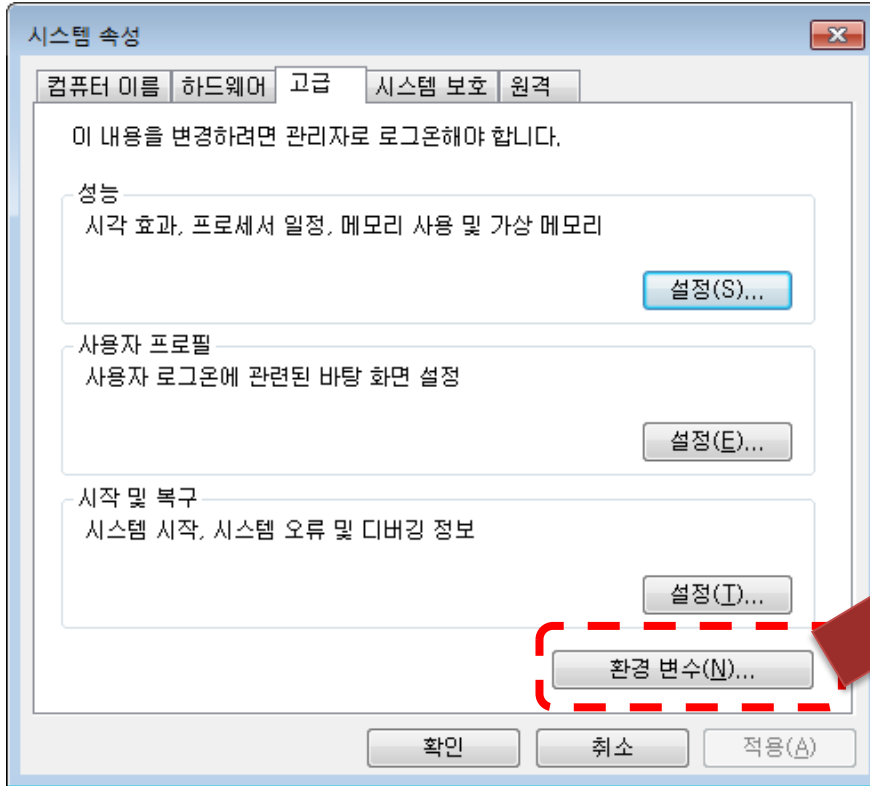 시스템 속성
컴퓨터 이름 하드웨어 고급 시스템 보호 원격
이 내용을 변경하려면 관리자로 로그온해야 합니다.
성능
시각 효과, 프로세서 일정, 메모리 사용 및 가상 메모리
설정(S)...
사용자 프로필
사용자 로그온에 관련된 바탕 화면 설정
설정(E)...
시작 및 복구
시스템 시작, 시스템 오류 및 디버깅 정보
설정(T)...
환경 변수(N)...
확인 취소 적용(A)